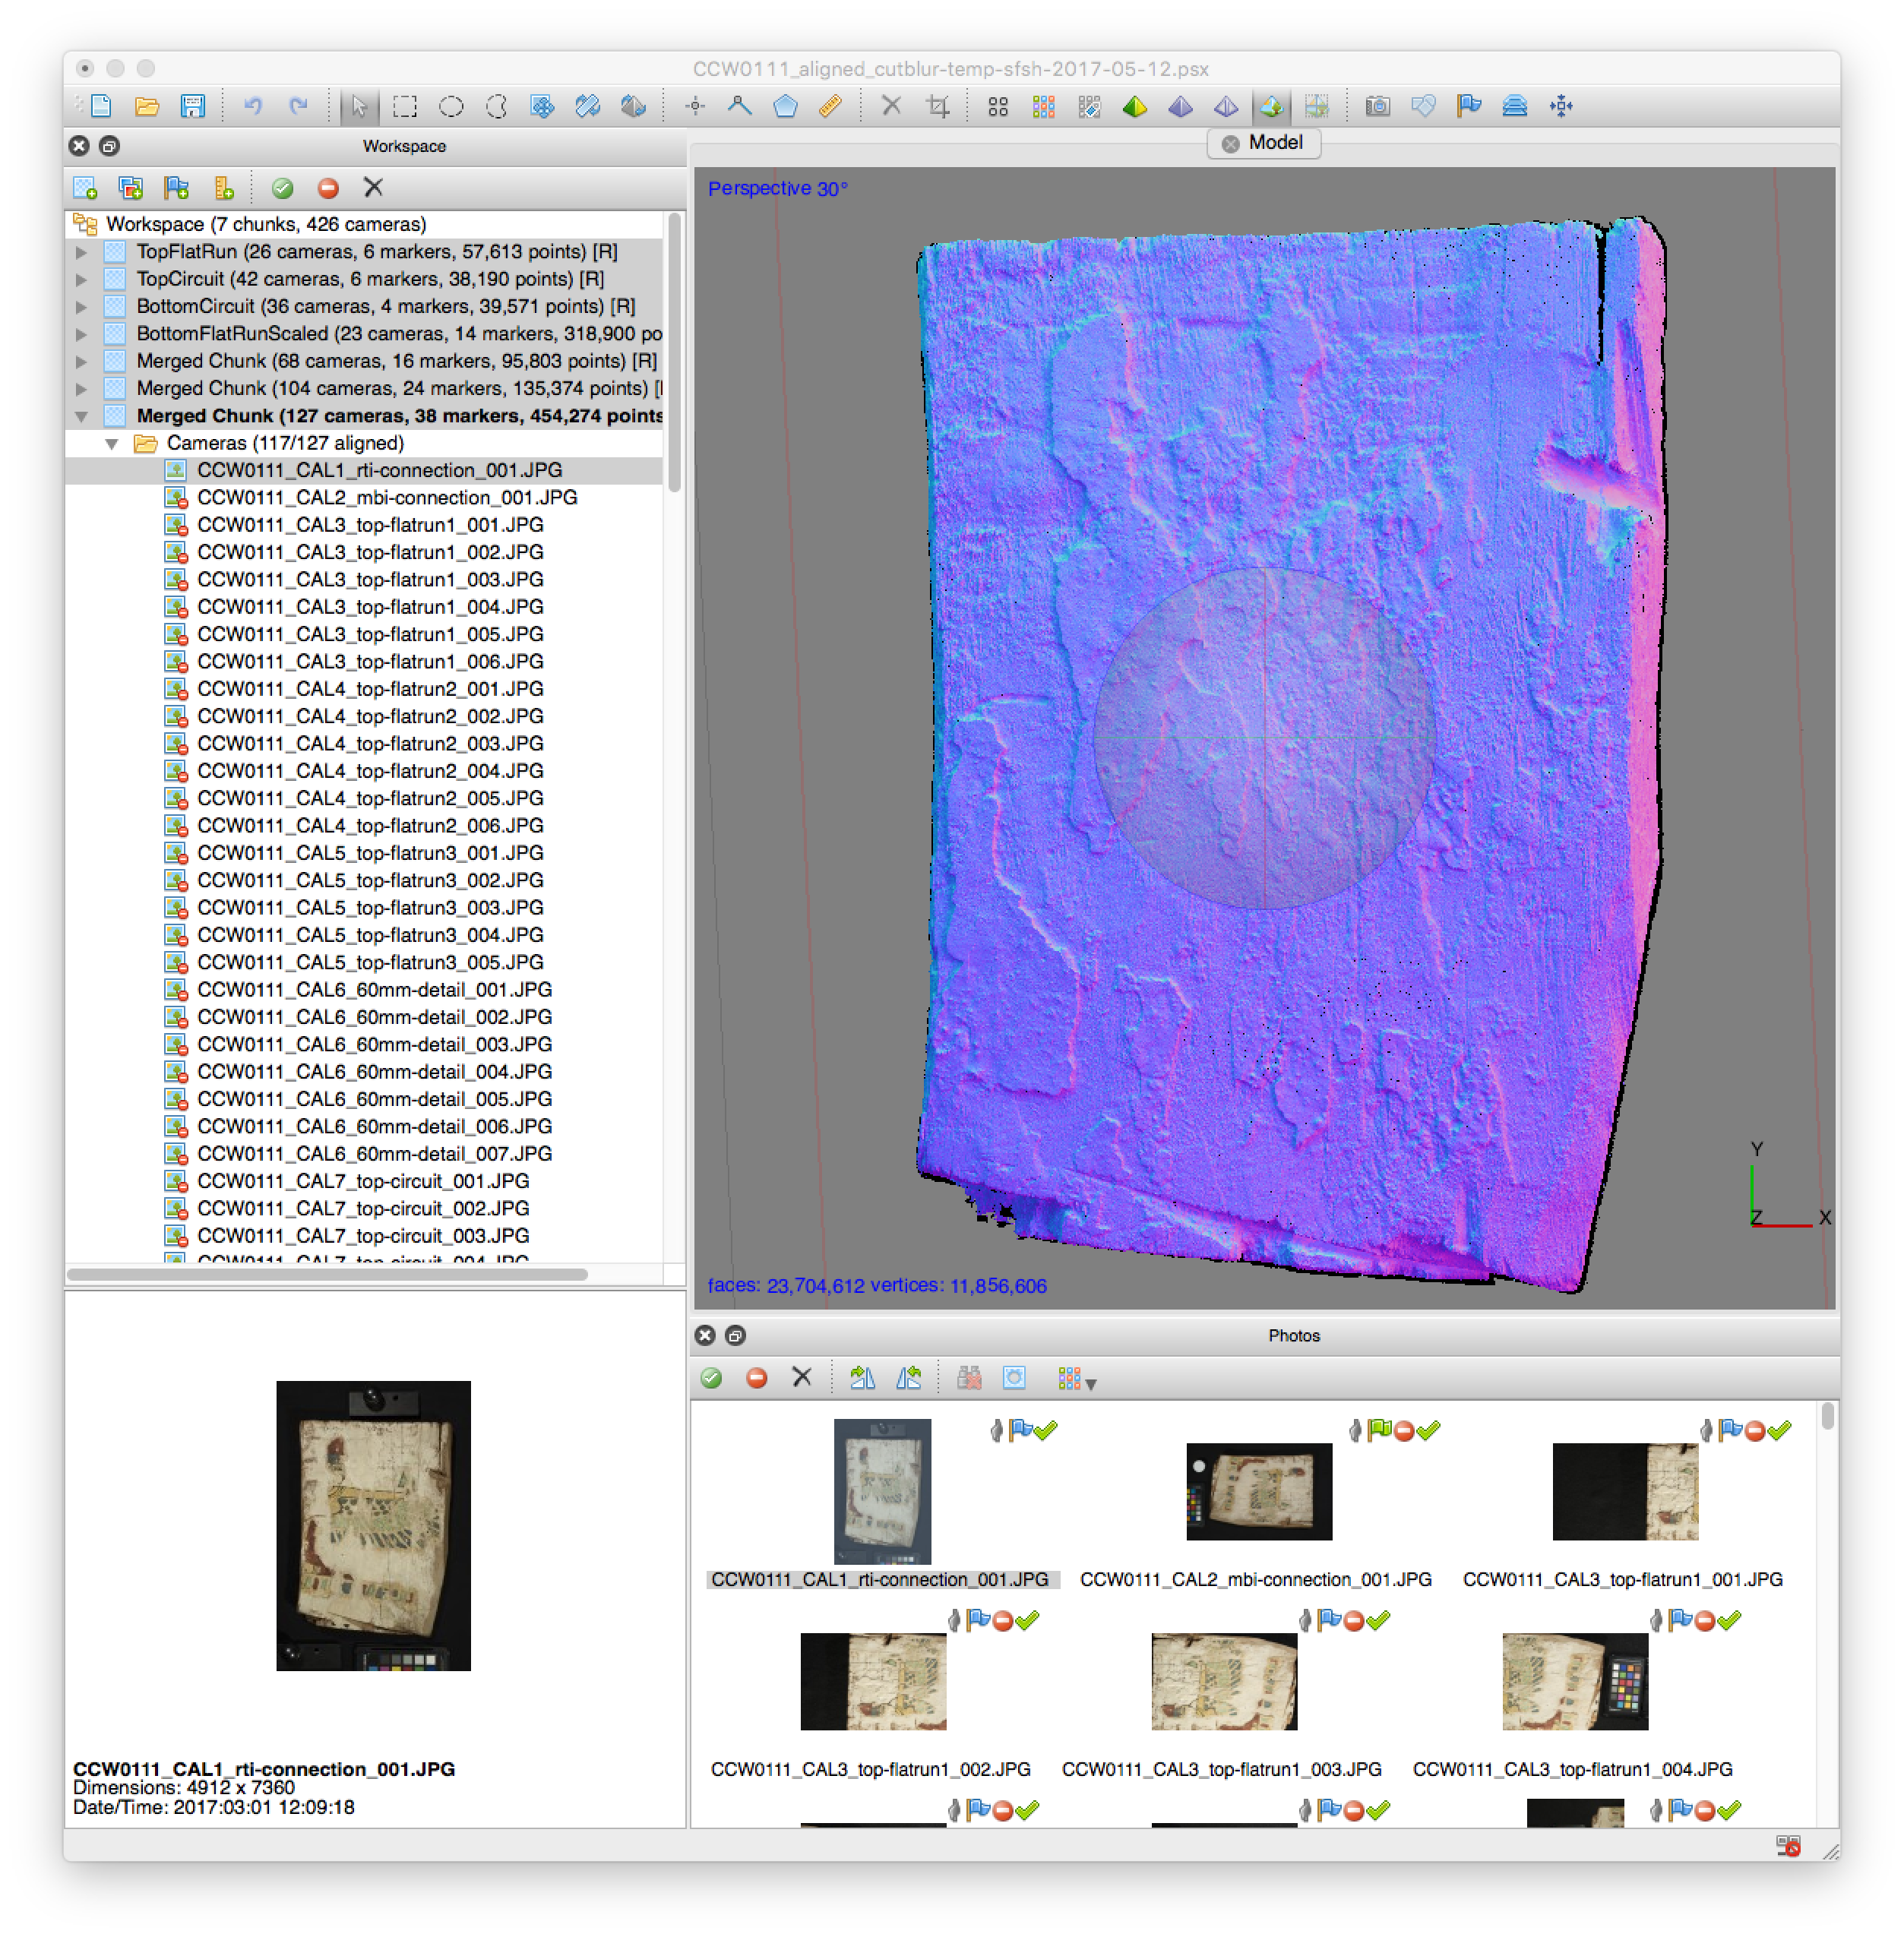 CCW0111_aligned_cutblur-temp-sfsh-2017-05-12.psx
Workspace
Workspace (7 chunks, 426 cameras)
TopFlatRun (26 cameras, 6 markers, 57,613 points) [R]
TopCircuit (42 cameras, 6 markers, 38,190 points) [R]
BottomCircuit (36 cameras, 4 markers, 39,571 points) [R]
BottomFlatRunScaled (23 cameras, 14 markers, 318,900 po
Merged Chunk (68 cameras, 16 markers, 95,803 points) [R]
Merged Chunk (104 cameras, 24 markers, 135,374 points) [
Merged Chunk (127 cameras, 38 markers, 454,274 points
Cameras (117/127 aligned)
CCW0111_CAL1_rti-connection_001.JPG
CCW0111_CAL2_mbi-connection_001.JPG
CCW0111_CAL3_top-flatrun1_001.JPG
CCW0111_CAL3_top-flatrun1_002.JPG
CCW0111_CAL3_top-flatrun1_003.JPG
CCW0111_CAL3_top-flatrun1_004.JPG
CCW0111_CAL3_top-flatrun1_005.JPG
CCW0111_CAL3_top-flatrun1_006.JPG
CCW0111_CAL4_top-flatrun2_001.JPG
CCW0111_CAL4_top-flatrun2_002.JPG
CCW0111_CAL4_top-flatrun2_003.JPG
CCW0111_CAL4_top-flatrun2_004.JPG
CCW0111_CAL4_top-flatrun2_005.JPG
CCW0111_CAL4_top-flatrun2_006.JPG
CCW0111_CAL5_top-flatrun3_001.JPG
CCW0111_CAL5_top-flatrun3_002.JPG
CCW0111_CAL5_top-flatrun3_003.JPG
CCW0111_CAL5_top-flatrun3_004.JPG
CCW0111_CAL5_top-flatrun3_005.JPG
CCW0111_CAL6_60mm-detail_001.JPG
CCW0111_CAL6_60mm-detail_002.JPG
CCW0111_CAL6_60mm-detail_003.JPG
CCW0111_CAL6_60mm-detail_004.JPG
CCW0111_CAL6_60mm-detail_005.JPG
CCW0111_CAL6_60mm-detail_006.JPG
CCW0111_CAL6_60mm-detail_007.JPG
CCW0111_CAL7_top-circuit_001.JPG
CCW0111_CAL7_top-circuit_002.JPG
CCW0111_CAL7_top-circuit_003.JPG
CCW0111_CAL7_top-circuit_004.JPG
CCW0111_CAL1_rti-connection_001.JPG
Dimensions: 4912 x 7360
Date/Time: 2017:03:01 12:09:18
Model
Perspective 30°
Y
Z
X
faces: 23,704,612 vertices: 11,856,606
Photos
CCW0111_CAL1_rti-connection_001.JPG
CCW0111_CAL2_mbi-connection_001.JPG
CCW0111_CAL3_top-flatrun1_001.JPG
CCW0111_CAL3_top-flatrun1_002.JPG
CCW0111_CAL3_top-flatrun1_003.JPG
CCW0111_CAL3_top-flatrun1_004.JPG